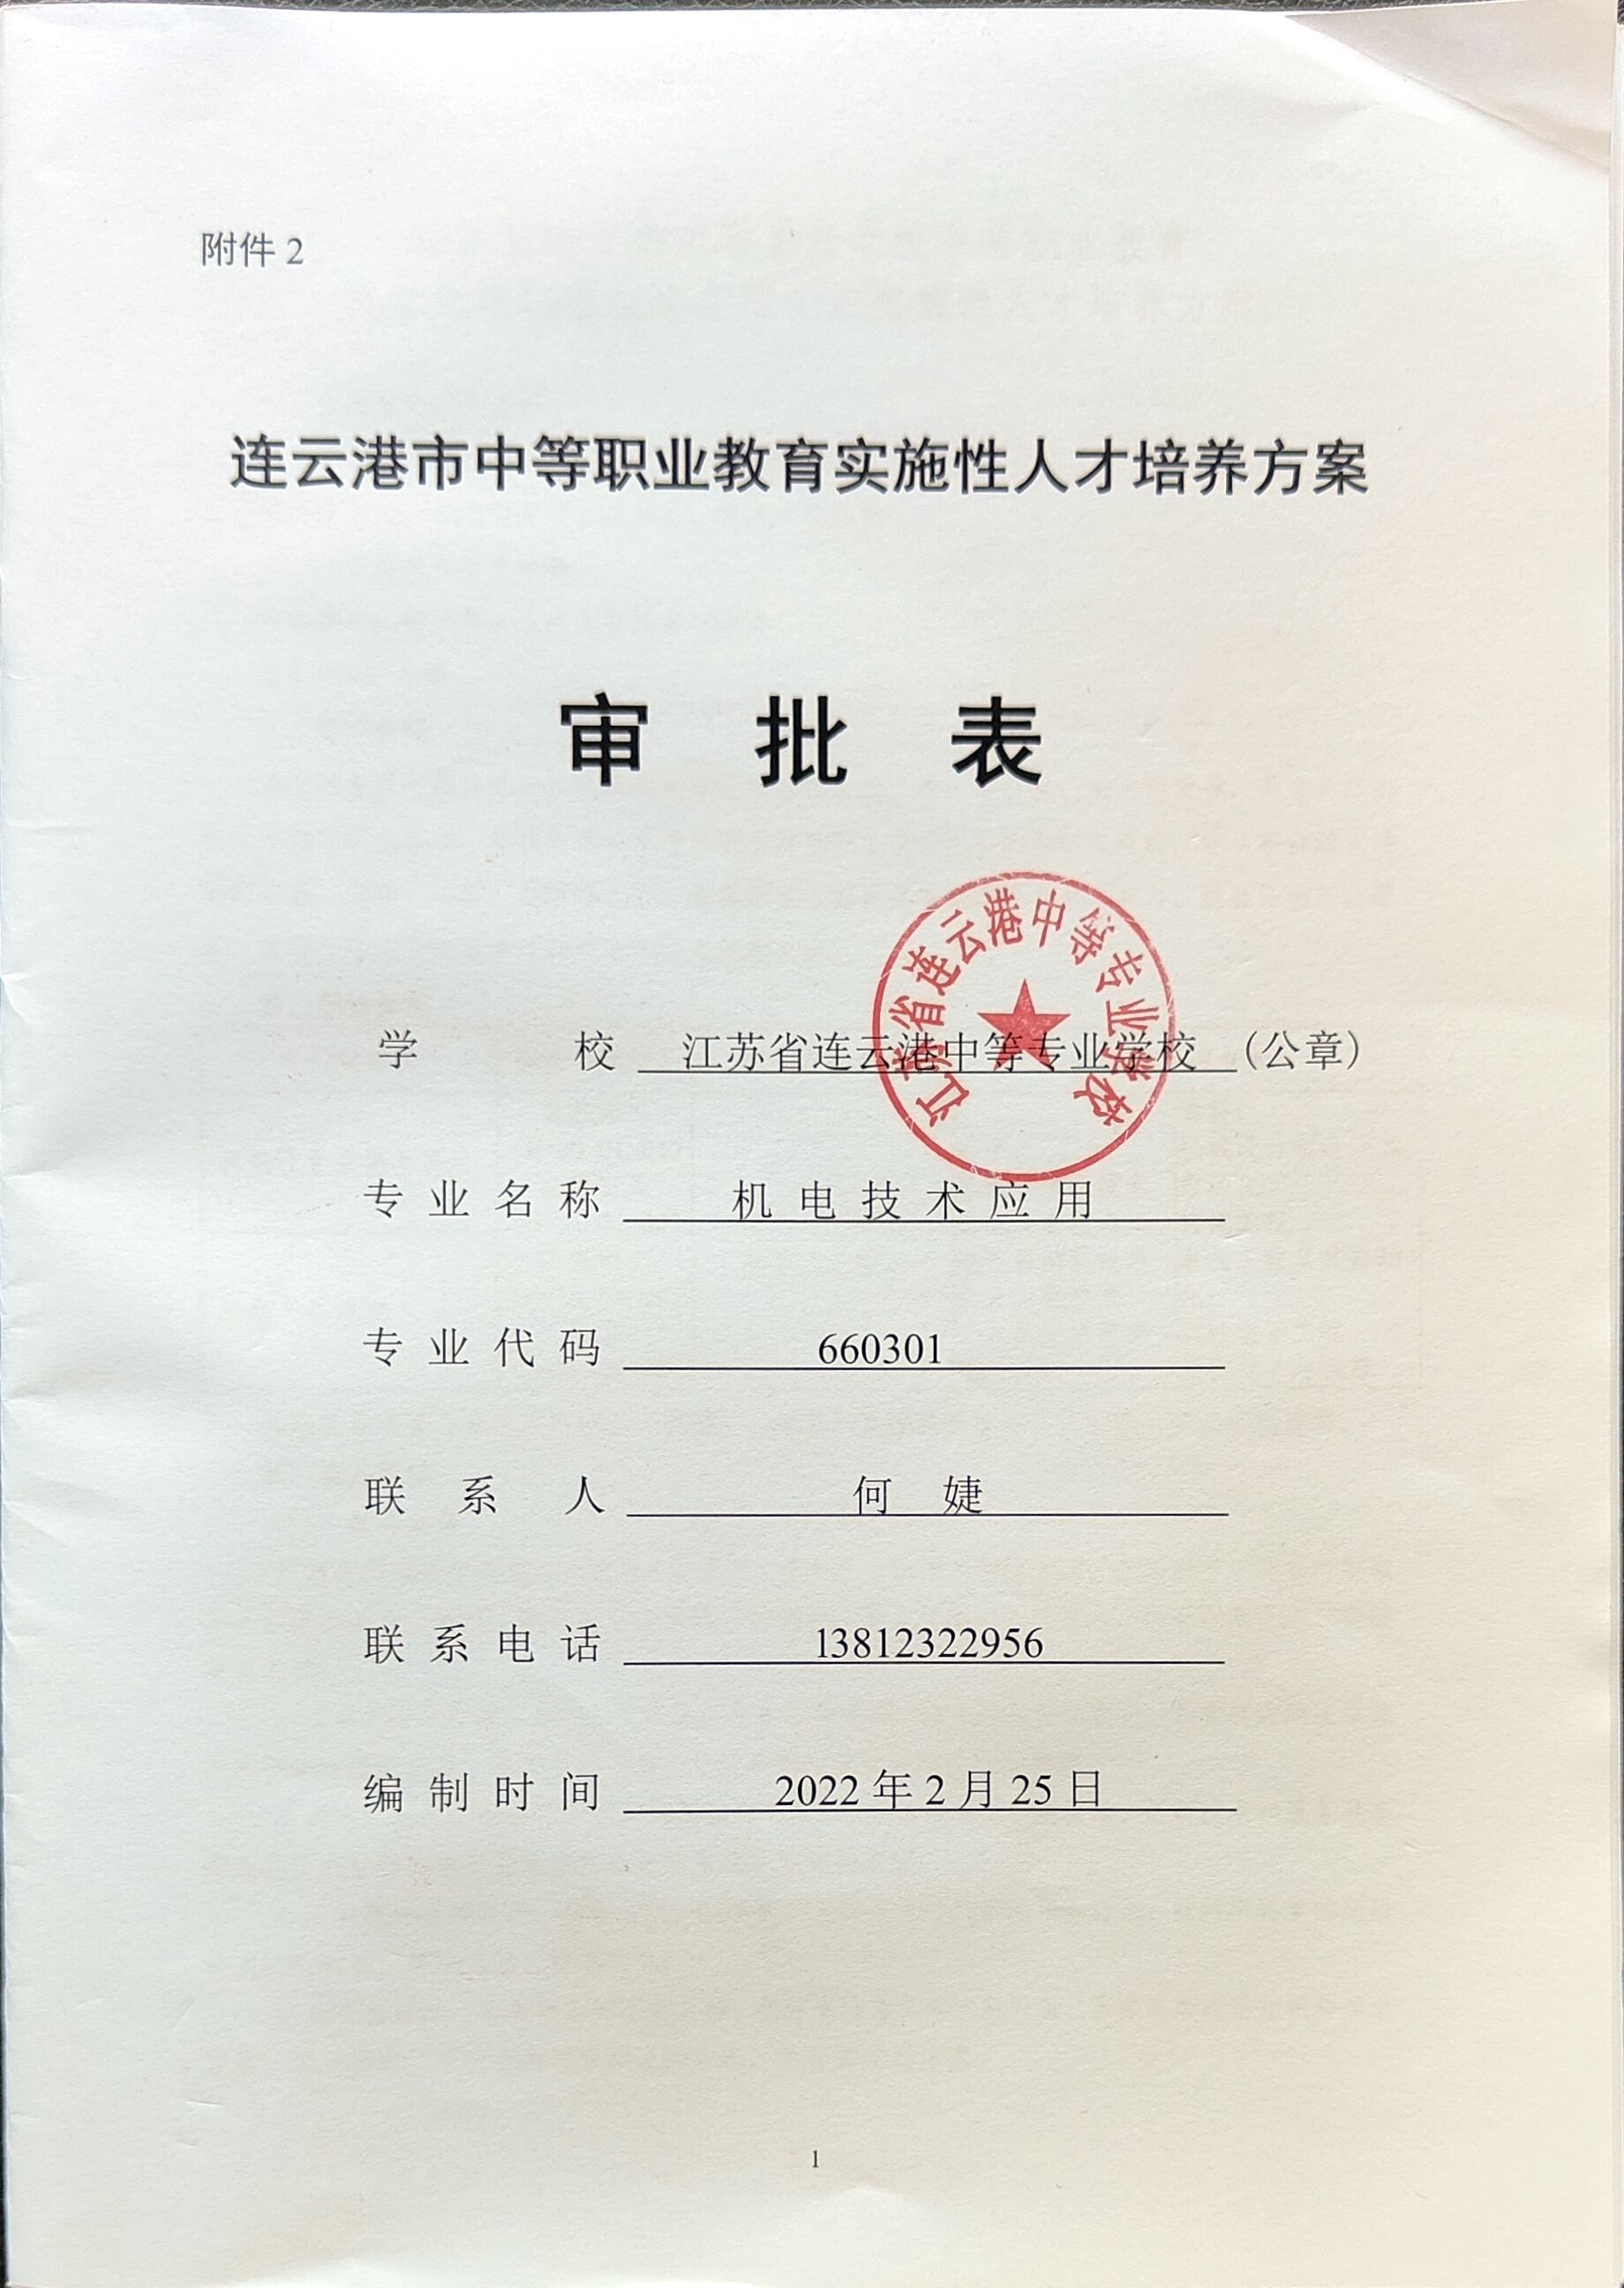 附件 2
连云港市中等职业教育实施性人才培养方案
审 批 表
江苏省连云港中等专业学校
学 校 江苏省连云港中等专业学校 （公章）
专 业 名 称 机 电 技 术 应 用
专 业 代 码 660301
联 系 人 何 婕
联 系 电 话 13812322956
编 制 时 间 2022 年 2 月 25 日
1